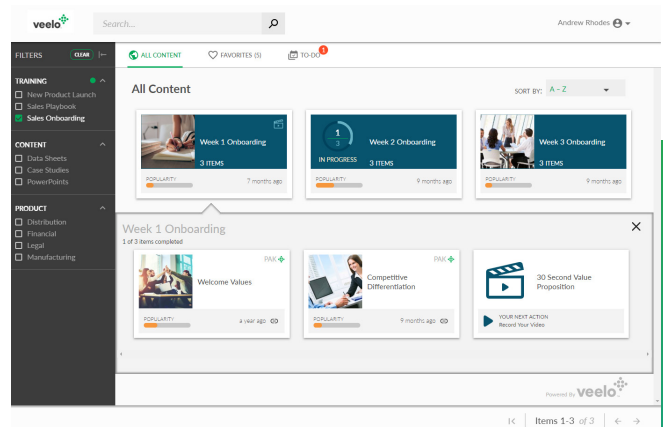 veelo
Search...
Andrew Rhodes
FILTERS
CLEAR
ALL CONTENT
FAVORITES (5)
TO-DO
1
TRAINING
New Product Launch
Sales Playbook
Sales Onboarding
CONTENT
Data Sheets
Case Studies
PowerPoints
PRODUCT
Distribution
Financial
Legal
Manufacturing
All Content
SORT BY: A - Z
Week 1 Onboarding
3 ITEMS
POPULARITY
7 months ago
1
3
IN PROGRESS
Week 2 Onboarding
3 ITEMS
POPULARITY
9 months ago
Week 3 Onboarding
3 ITEMS
POPULARITY
9 months ago
Week 1 Onboarding
1 of 3 items completed
PAK
Welcome Values
POPULARITY
a year ago
PAK
Competitive
Differentiation
POPULARITY
9 months ago
30 Second Value
Proposition
YOUR NEXT ACTION
Record Your Video
Powered By veelo
Items 1-3 of 3